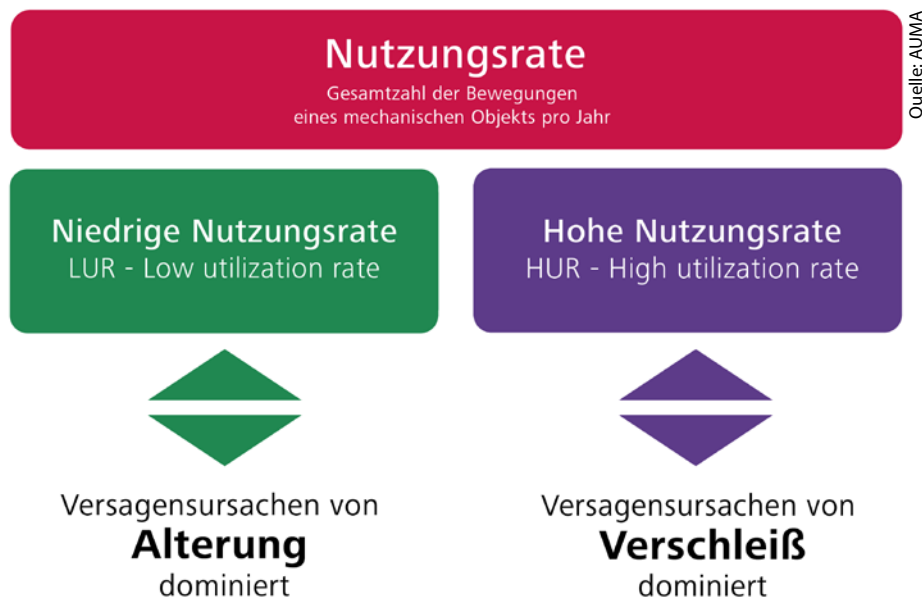 Nutzungsrate
Gesamtzahl der Bewegungen
eines mechanischen Objekts pro Jahr
Quelle: AUMA
Niedrige Nutzungsrate
LUR - Low utilization rate
Hohe Nutzungsrate
HUR - High utilization rate
Versagensursachen von
Alterung
dominiert
Versagensursachen von
Verschleiß
dominiert